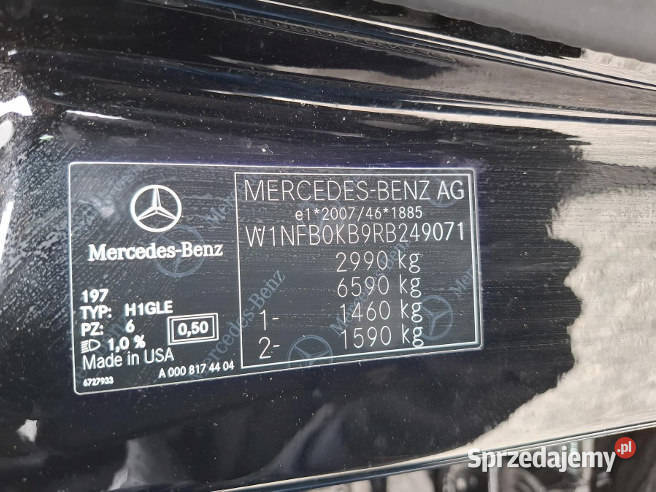 Mercedes-Benz
197
TYP: H1GLE
PZ: 6
0,50
1,0 %
Made in USA
6727933
A 000 817 44 04
MERCEDES-BENZ AG
e1*2007/46*1885
W1NFB0KB9RB249071
2990 kg
6590 kg
1- 1460 kg
2- 1590 kg
Mercedes-Benz
Sprzedajemy.pl